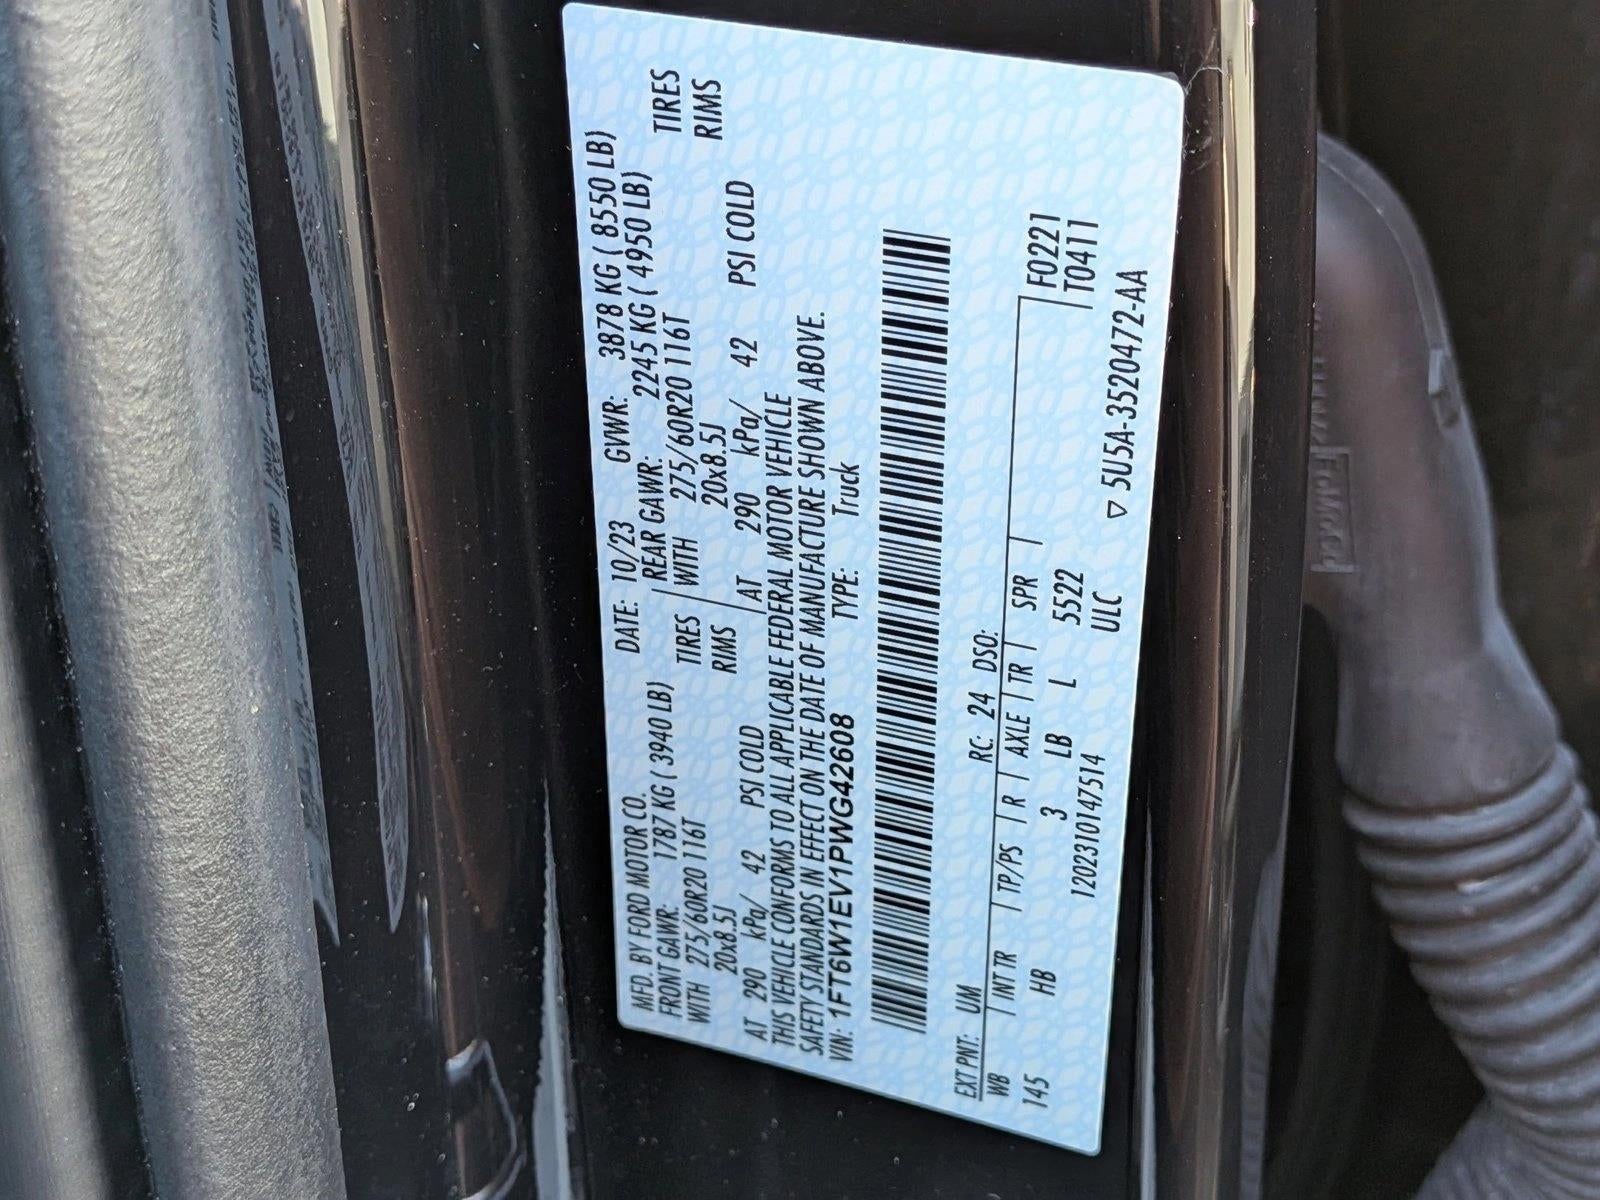 MFD. BY FORD MOTOR CO. DATE: 10/23 GVWR: 3878 KG ( 8550 LB)
FRONT GAWR: 1787 KG ( 3940 LB) REAR GAWR: 2245 KG ( 4950 LB)
WITH 275/60R20 116T TIRES WITH 275/60R20 116T TIRES
20x8.5J RIMS 20x8.5J RIMS
AT 290 kPa/ 42 PSI COLD AT 290 kPa/ 42 PSI COLD
THIS VEHICLE CONFORMS TO ALL APPLICABLE FEDERAL MOTOR VEHICLE
SAFETY STANDARDS IN EFFECT ON THE DATE OF MANUFACTURE SHOWN ABOVE.
VIN: 1FT6W1EV1PWG42608 TYPE: Truck
EXT PNT: UM RC: 24 DSO: F0221
WB | INT TR | TP/PS | R | AXLE | TR | SPR | T0411
145 HB 3 LB L 5522
1202310147514 ULC
▽ 5U5A-3520472-AA
FoMoCo